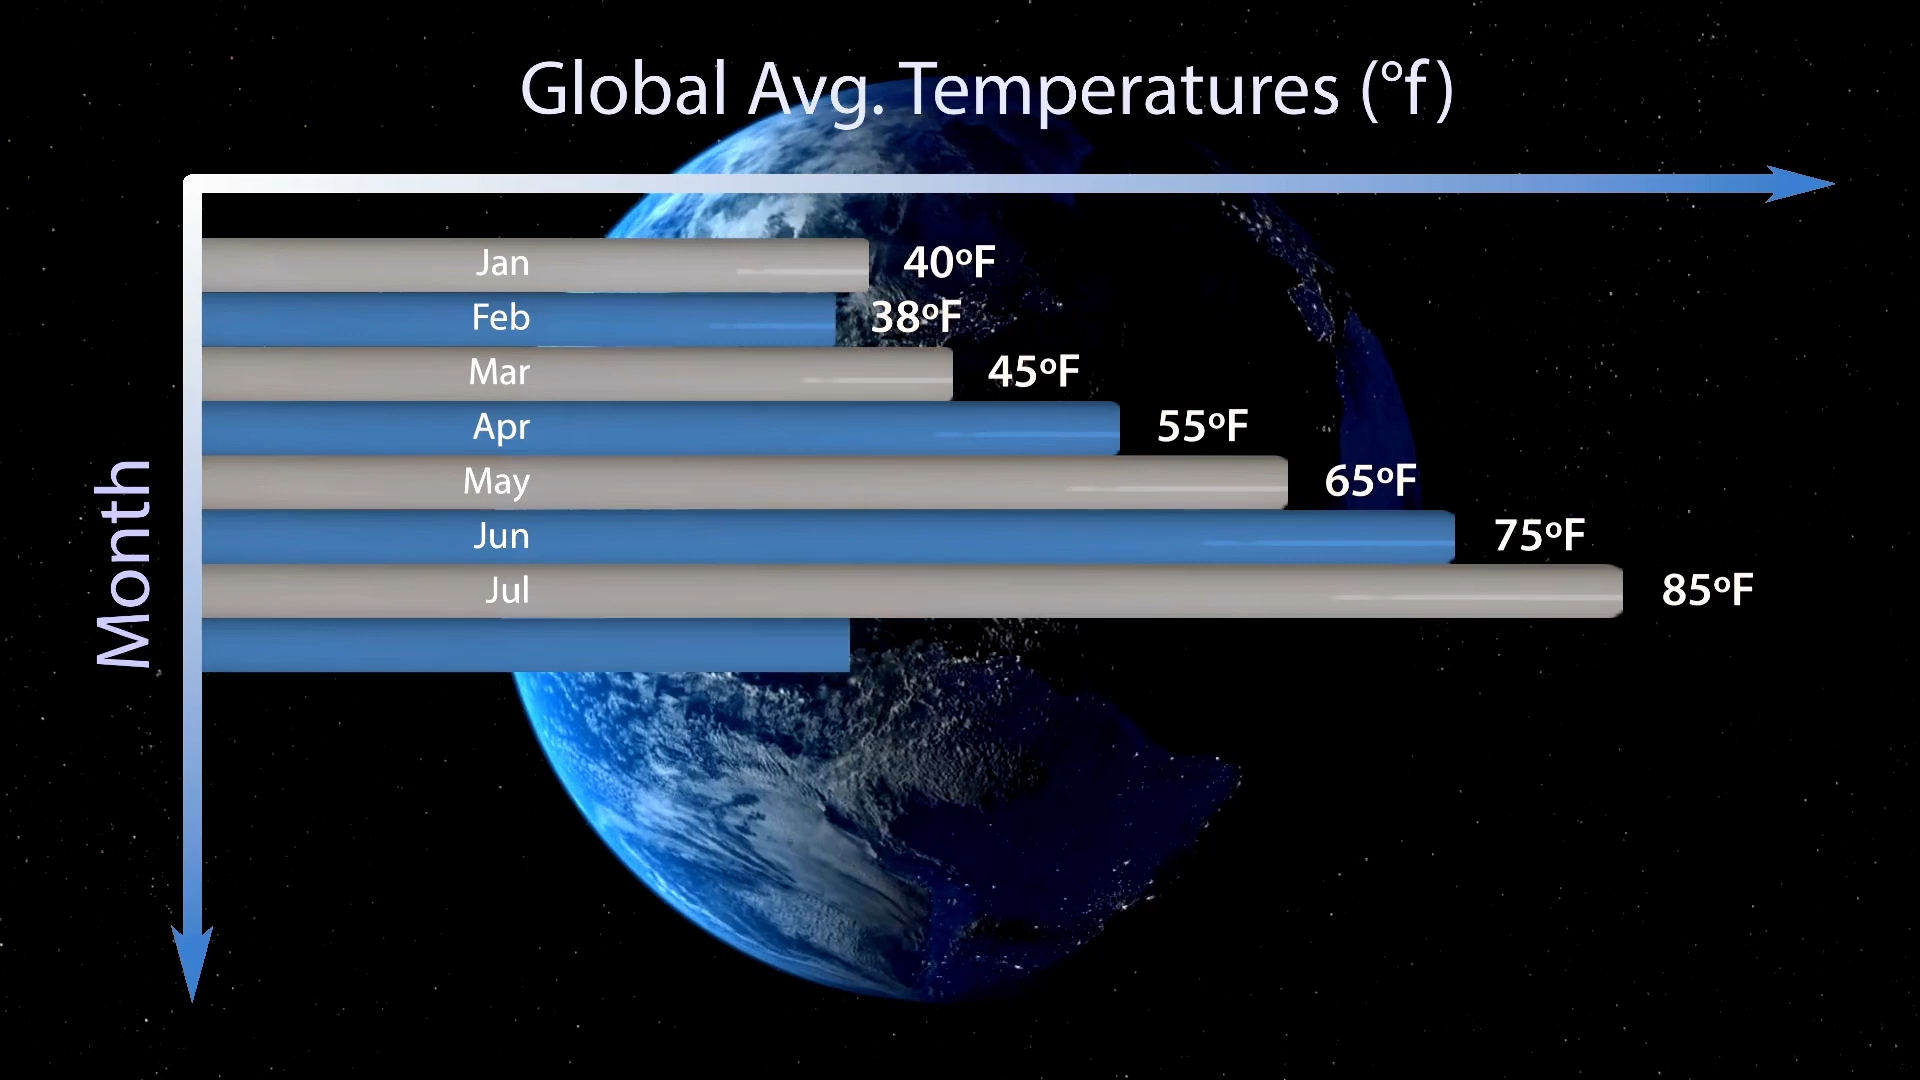 Global Avg. Temperatures (°f)
Month
Jan 40ºF
Feb 38ºF
Mar 45ºF
Apr 55ºF
May 65ºF
Jun 75ºF
Jul 85ºF